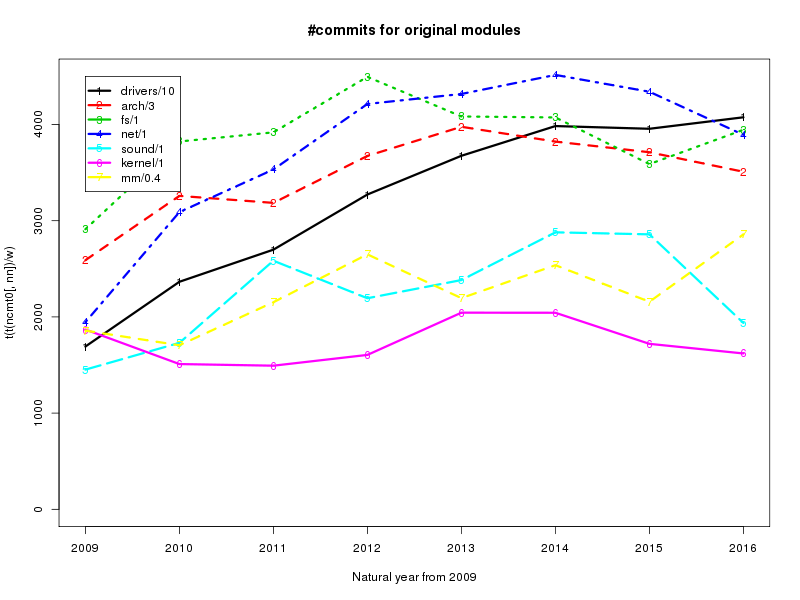 #commits for original modules
t(t(ncmt0[, nn])/w)
4000
3000
2000
1000
0
drivers/10
arch/3
fs/1
net/1
sound/1
kernel/1
mm/0.4
2009 2010 2011 2012 2013 2014 2015 2016
Natural year from 2009